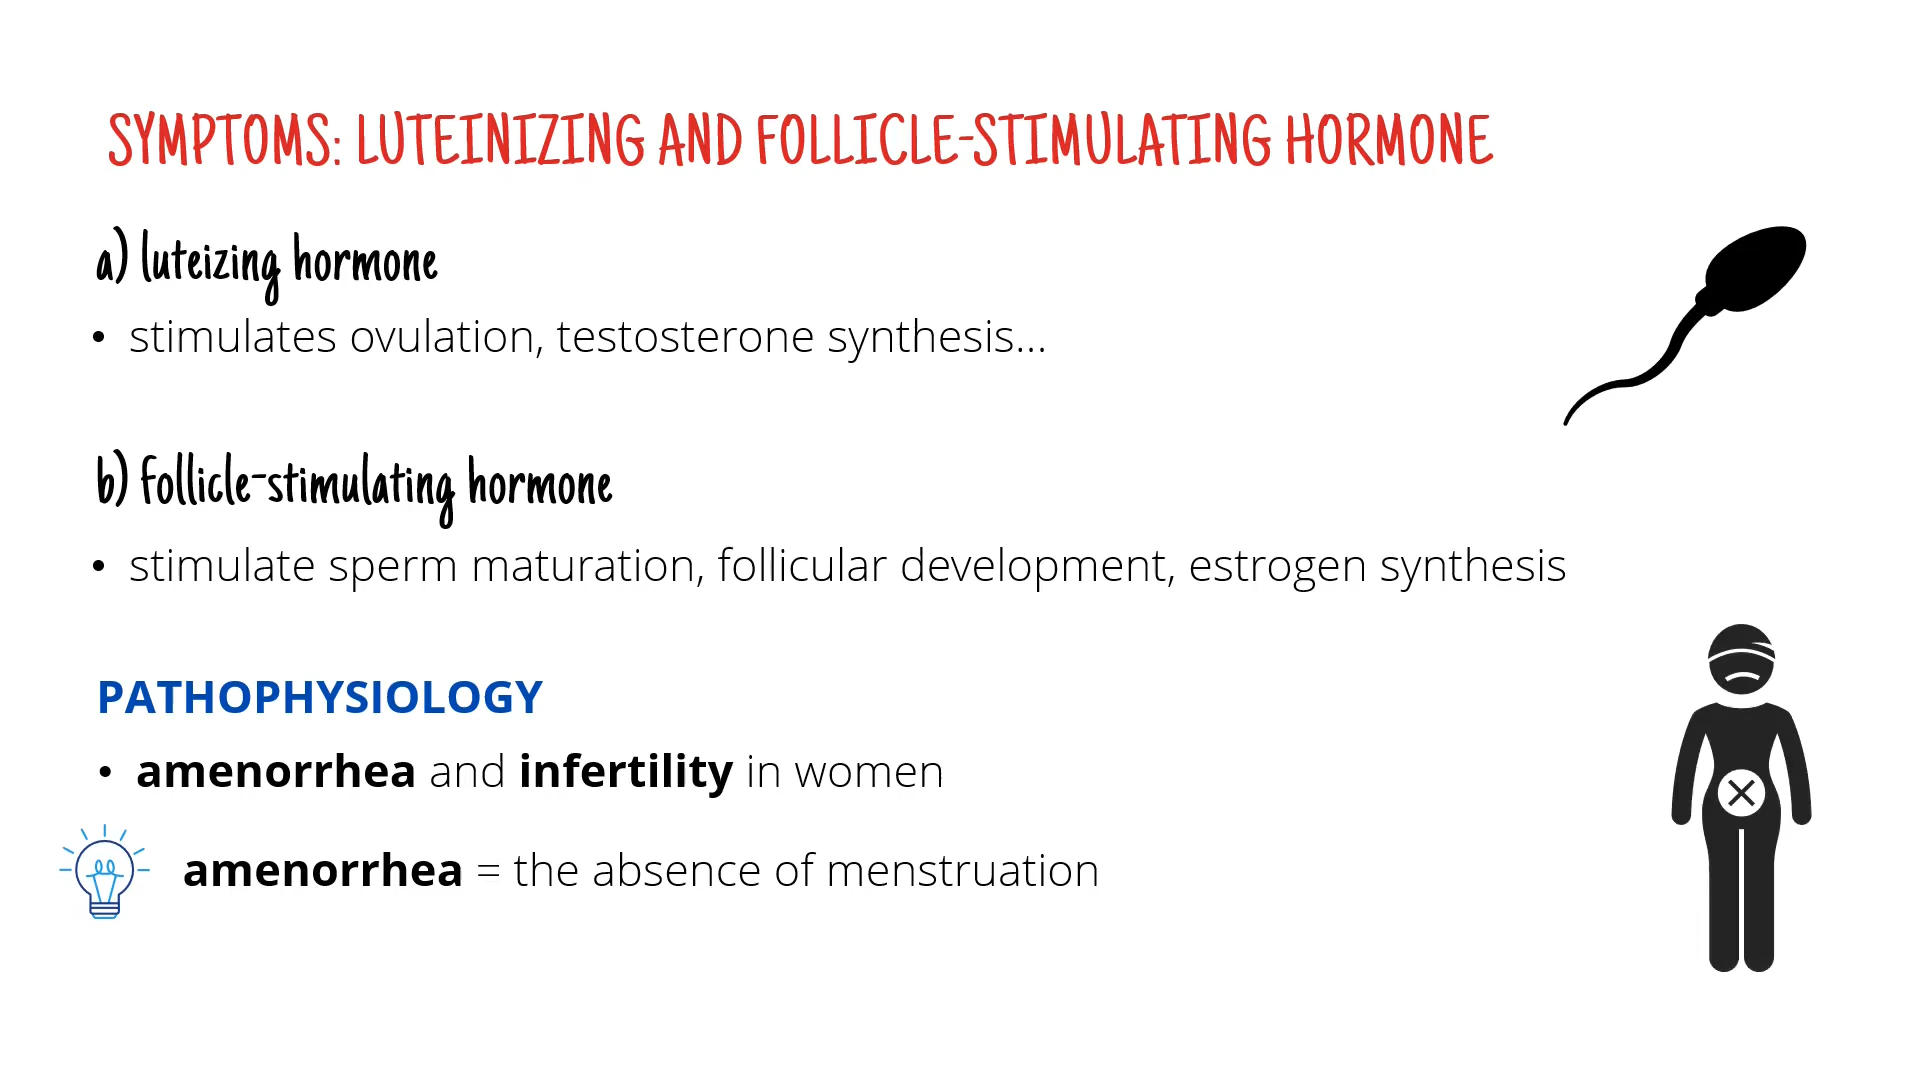 SYMPTOMS: LUTEINIZING AND FOLLICLE-STIMULATING HORMONE
a) luteizing hormone
• stimulates ovulation, testosterone synthesis...
b) follicle-stimulating hormone
• stimulate sperm maturation, follicular development, estrogen synthesis
PATHOPHYSIOLOGY
• amenorrhea and infertility in women
amenorrhea = the absence of menstruation